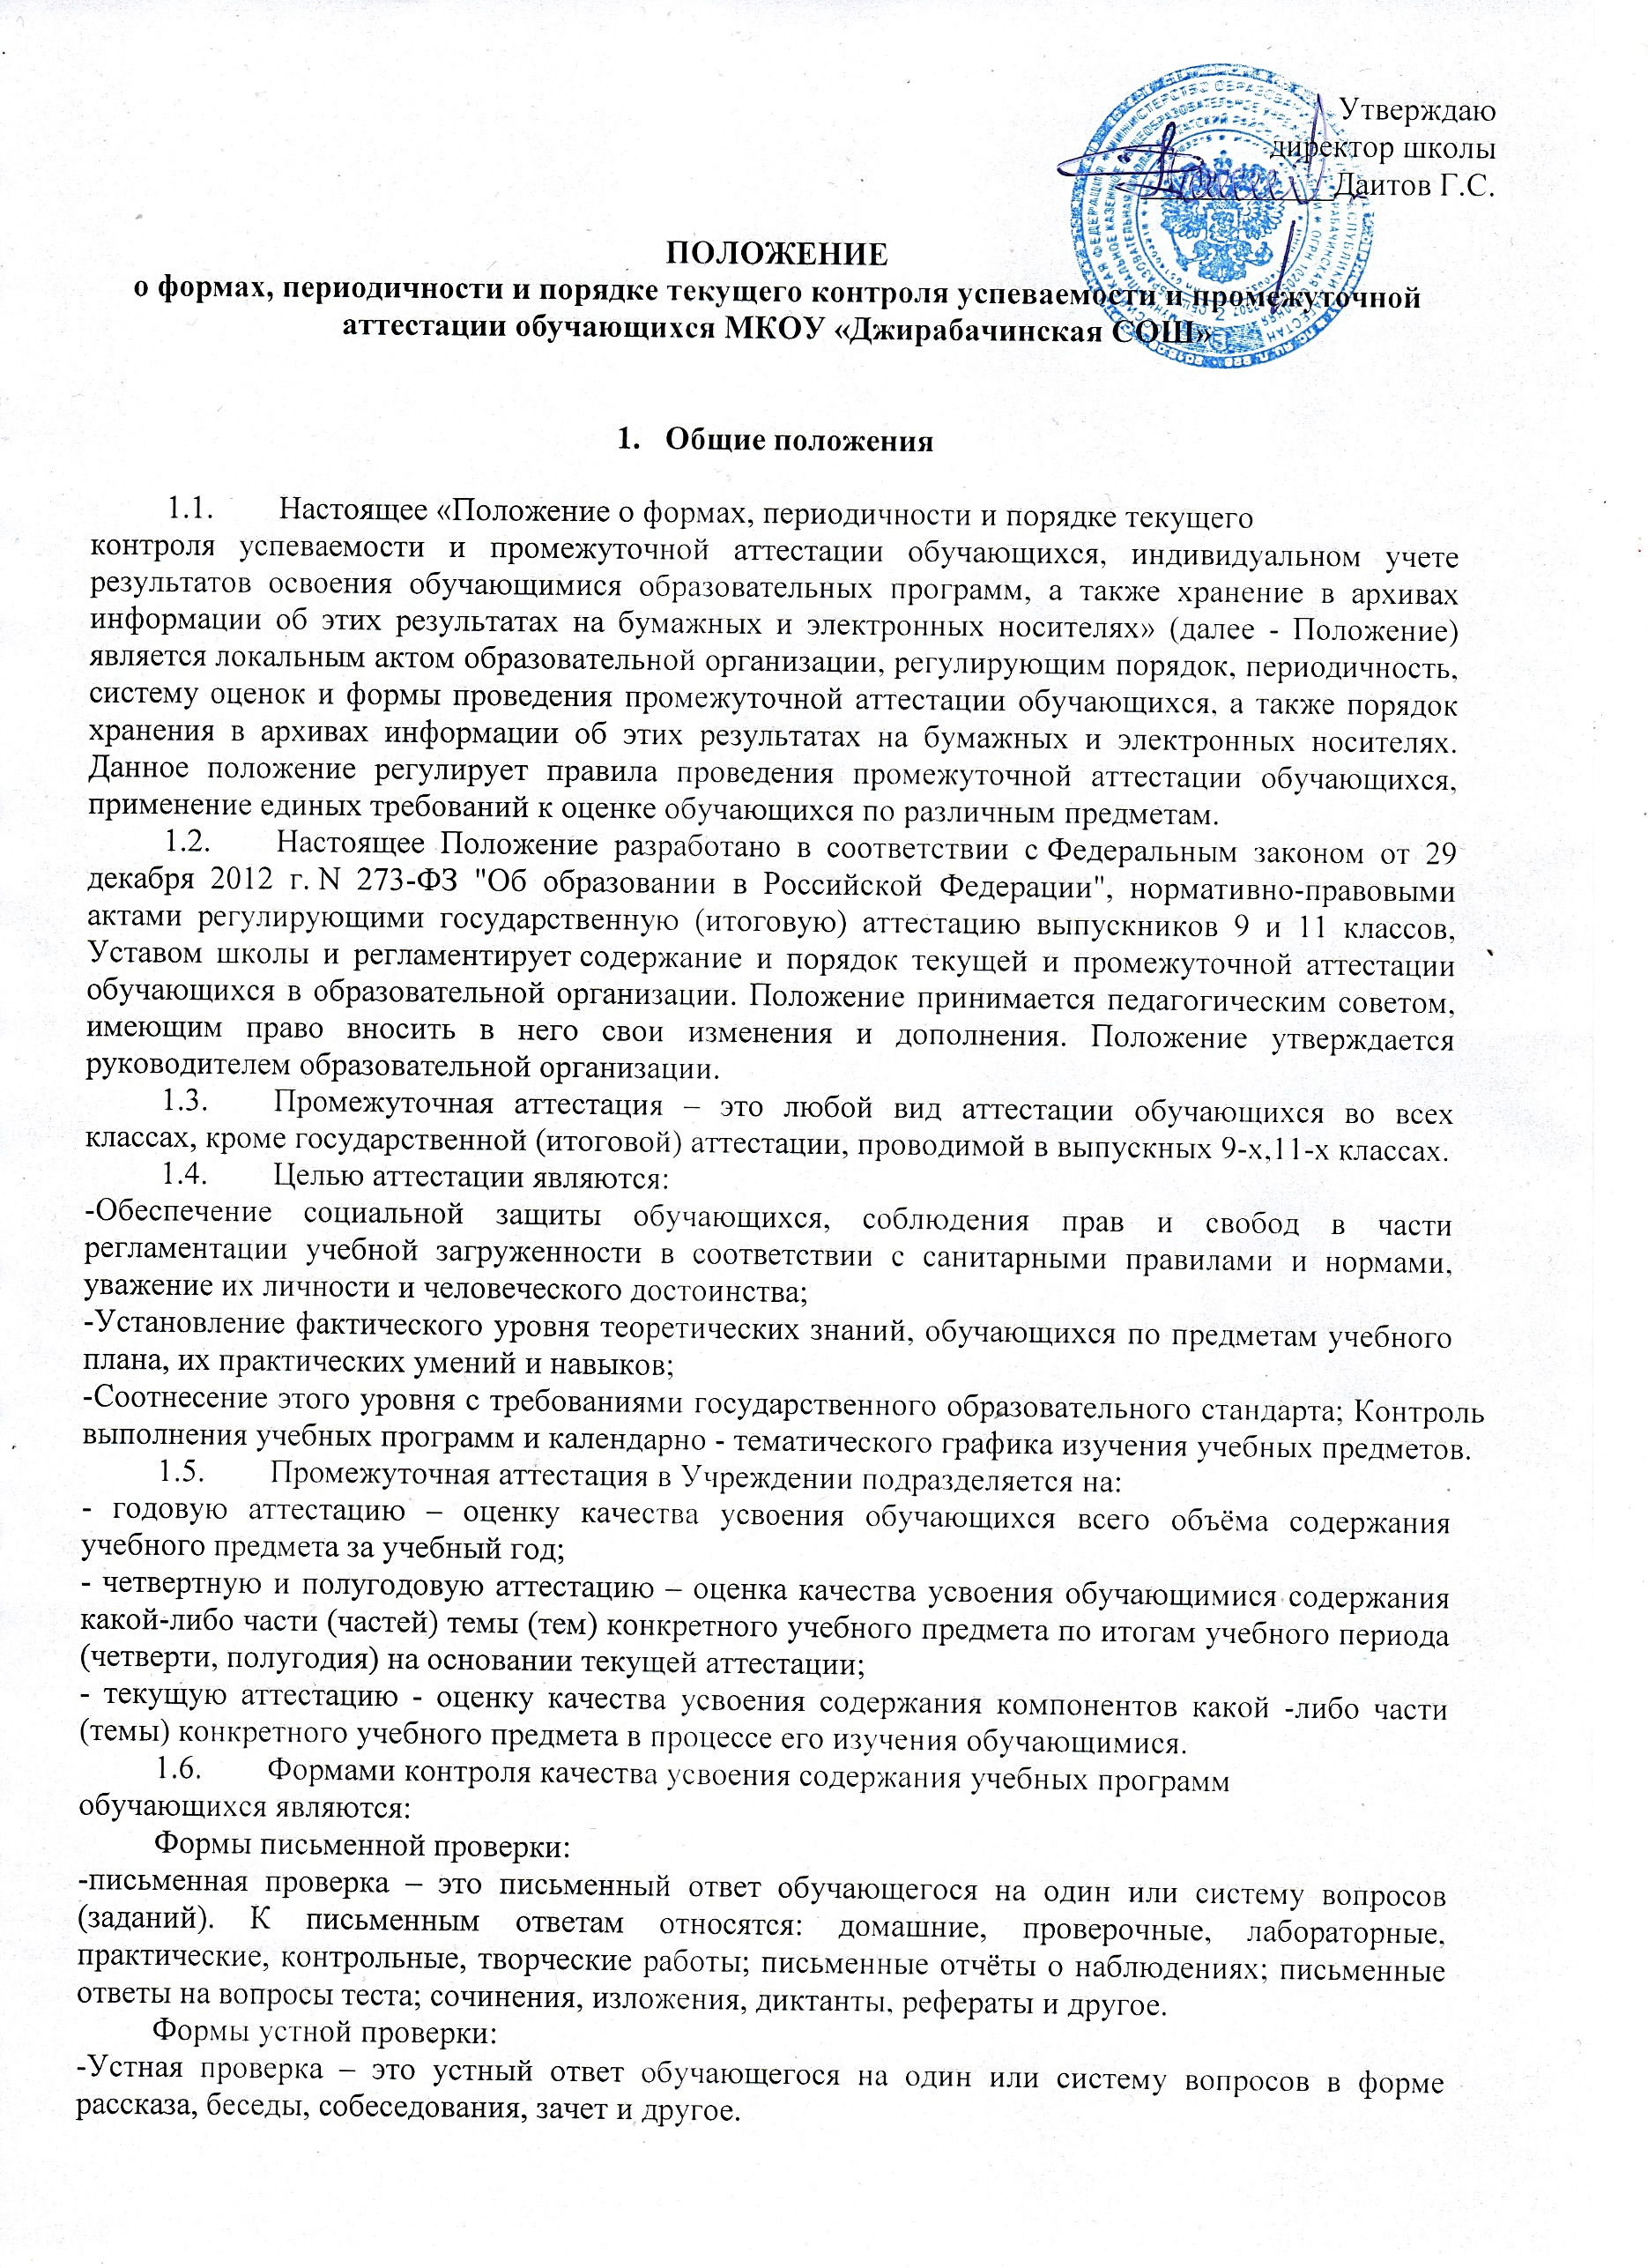 Утверждаю
директор школы
Даитов Г.С.
ПОЛОЖЕНИЕ
о формах, периодичности и порядке текущего контроля успеваемости и промежуточной
аттестации обучающихся МКОУ «Джирабачинская СОШ»
1. Общие положения
1.1. Настоящее «Положение о формах, периодичности и порядке текущего
контроля успеваемости и промежуточной аттестации обучающихся, индивидуальном учете
результатов освоения обучающимися образовательных программ, а также хранение в архивах
информации об этих результатах на бумажных и электронных носителях» (далее - Положение)
является локальным актом образовательной организации, регулирующим порядок, периодичность,
систему оценок и формы проведения промежуточной аттестации обучающихся, а также порядок
хранения в архивах информации об этих результатах на бумажных и электронных носителях.
Данное положение регулирует правила проведения промежуточной аттестации обучающихся,
применение единых требований к оценке обучающихся по различным предметам.
1.2. Настоящее Положение разработано в соответствии с Федеральным законом от 29
декабря 2012 г. N 273-ФЗ "Об образовании в Российской Федерации", нормативно-правовыми
актами регулирующими государственную (итоговую) аттестацию выпускников 9 и 11 классов,
Уставом школы и регламентирует содержание и порядок текущей и промежуточной аттестации
обучающихся в образовательной организации. Положение принимается педагогическим советом,
имеющим право вносить в него свои изменения и дополнения. Положение утверждается
руководителем образовательной организации.
1.3. Промежуточная аттестация – это любой вид аттестации обучающихся во всех
классах, кроме государственной (итоговой) аттестации, проводимой в выпускных 9-х,11-х классах.
1.4. Целью аттестации являются:
-Обеспечение социальной защиты обучающихся, соблюдения прав и свобод в части
регламентации учебной загруженности в соответствии с санитарными правилами и нормами,
уважение их личности и человеческого достоинства;
-Установление фактического уровня теоретических знаний, обучающихся по предметам учебного
плана, их практических умений и навыков;
-Соотнесение этого уровня с требованиями государственного образовательного стандарта; Контроль
выполнения учебных программ и календарно - тематического графика изучения учебных предметов.
1.5. Промежуточная аттестация в Учреждении подразделяется на:
- годовую аттестацию – оценку качества усвоения обучающихся всего объёма содержания
учебного предмета за учебный год;
- четвертную и полугодовую аттестацию – оценка качества усвоения обучающимися содержания
какой-либо части (частей) темы (тем) конкретного учебного предмета по итогам учебного периода
(четверти, полугодия) на основании текущей аттестации;
- текущую аттестацию - оценку качества усвоения содержания компонентов какой -либо части
(темы) конкретного учебного предмета в процессе его изучения обучающимися.
1.6. Формами контроля качества усвоения содержания учебных программ
обучающихся являются:
Формы письменной проверки:
-письменная проверка – это письменный ответ обучающегося на один или систему вопросов
(заданий). К письменным ответам относятся: домашние, проверочные, лабораторные,
практические, контрольные, творческие работы; письменные отчёты о наблюдениях; письменные
ответы на вопросы теста; сочинения, изложения, диктанты, рефераты и другое.
Формы устной проверки:
-Устная проверка – это устный ответ обучающегося на один или систему вопросов в форме
рассказа, беседы, собеседования, зачет и другое.